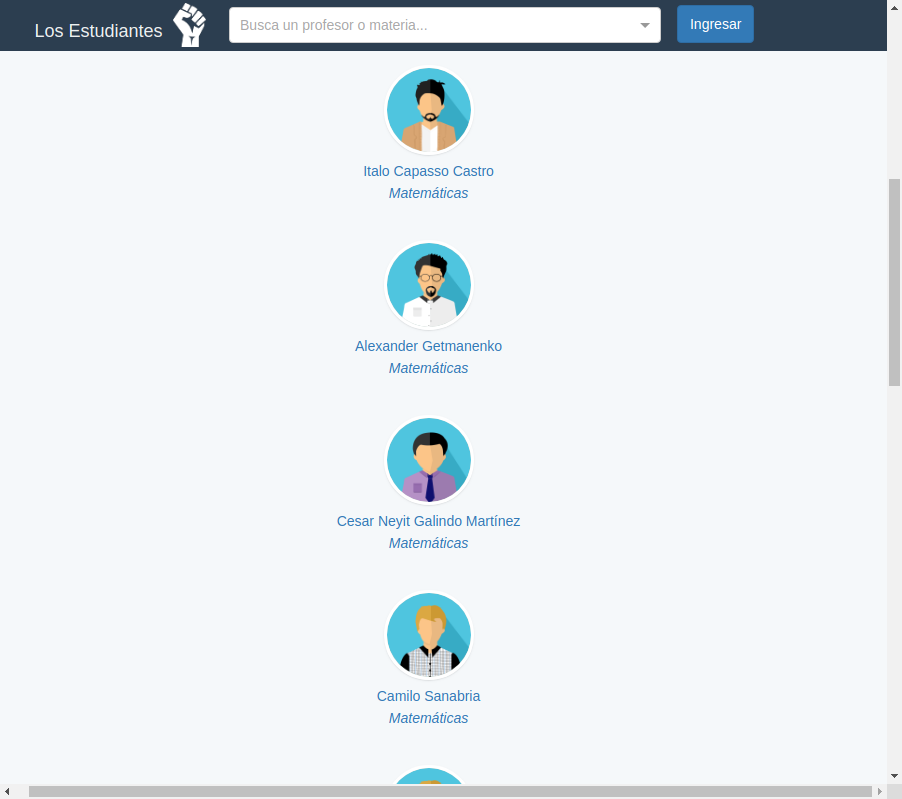 Los Estudiantes
Busca un profesor o materia...
Ingresar
Italo Capasso Castro
Matemáticas
Alexander Getmanenko
Matemáticas
Cesar Neyit Galindo Martínez
Matemáticas
Camilo Sanabria
Matemáticas